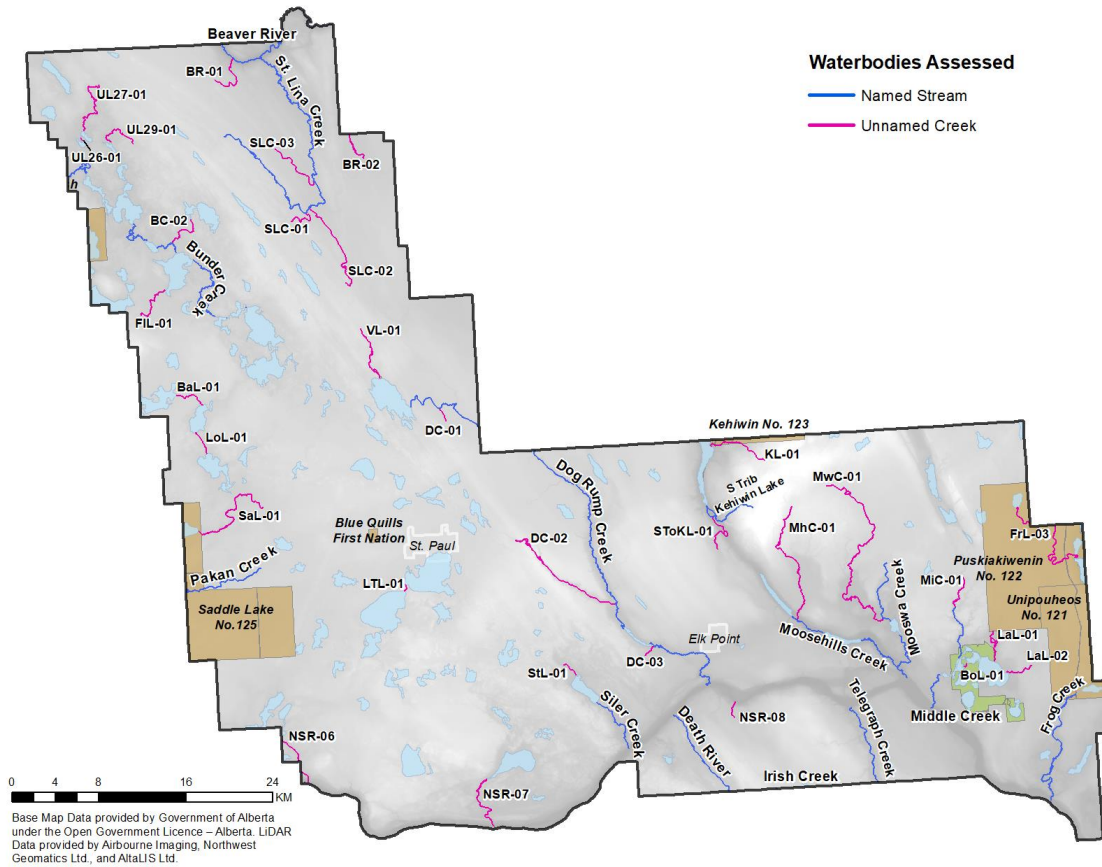 Beaver River
Waterbodies Assessed
Named Stream
Unnamed Creek
BR-01
St. Lina Creek
UL27-01
UL29-01
SLC-03
UL26-01
BR-02
h
BC-02
SLC-01
Bunder Creek
SLC-02
FlL-01
VL-01
BaL-01
DC-01
LoL-01
Kehiwin No. 123
KL-01
Dog Rump Creek
S Trib
Kehiwin Lake
MwC-01
SaL-01
Blue Quills
First Nation
St. Paul
DC-02
SToKL-01
MhC-01
FrL-03
Puskiakiwenin
No. 122
Pakan Creek
LTL-01
Mooswa Creek
MiC-01
Unipouheos
No. 121
Saddle Lake
No.125
Elk Point
Moosehills Creek
LaL-01
LaL-02
DC-03
StL-01
BoL-01
Siler Creek
Death River
NSR-08
Telegraph Creek
Middle Creek
Frog Creek
NSR-06
Irish Creek
NSR-07
0 4 8 16 24
KM
Base Map Data provided by Government of Alberta
under the Open Government Licence – Alberta. LiDAR
Data provided by Airbourne Imaging, Northwest
Geomatics Ltd., and AltaLIS Ltd.